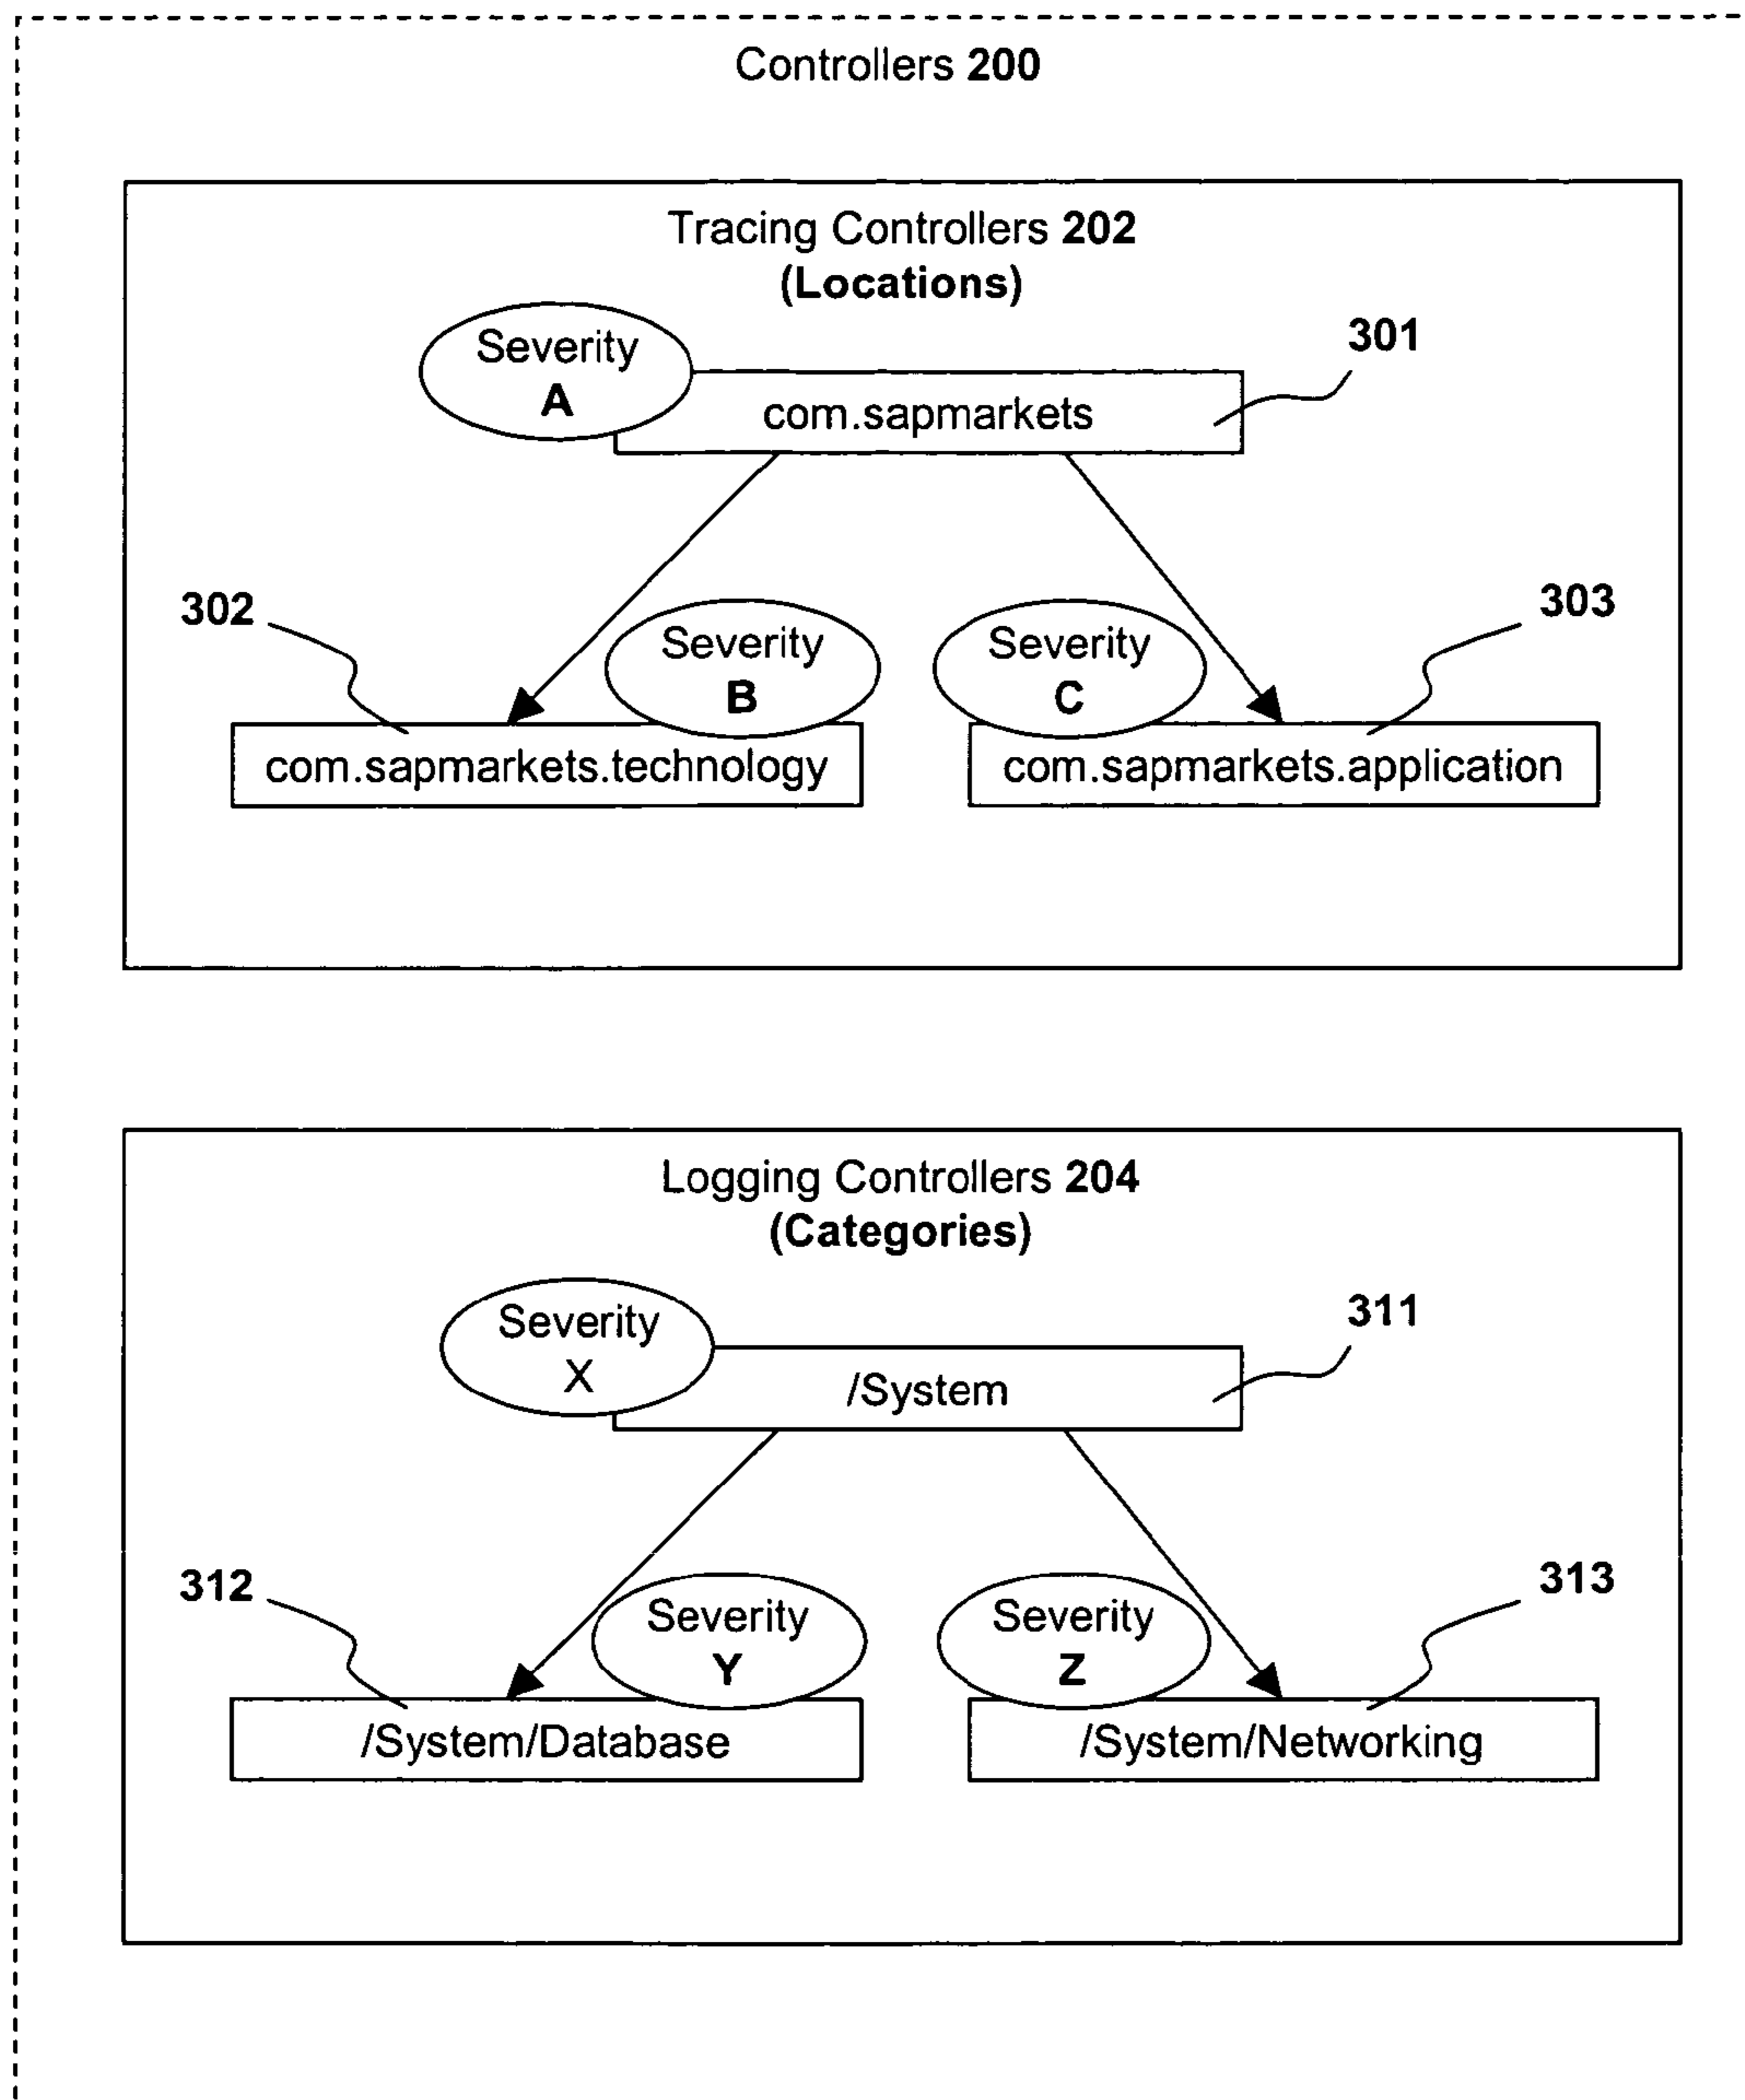 Controllers 200
Tracing Controllers 202
(Locations)
Severity
A
301
com.sapmarkets
302
303
Severity
B
Severity
C
com.sapmarkets.technology
com.sapmarkets.application
Logging Controllers 204
(Categories)
Severity
X
311
/System
312
313
Severity
Y
Severity
Z
/System/Database
/System/Networking